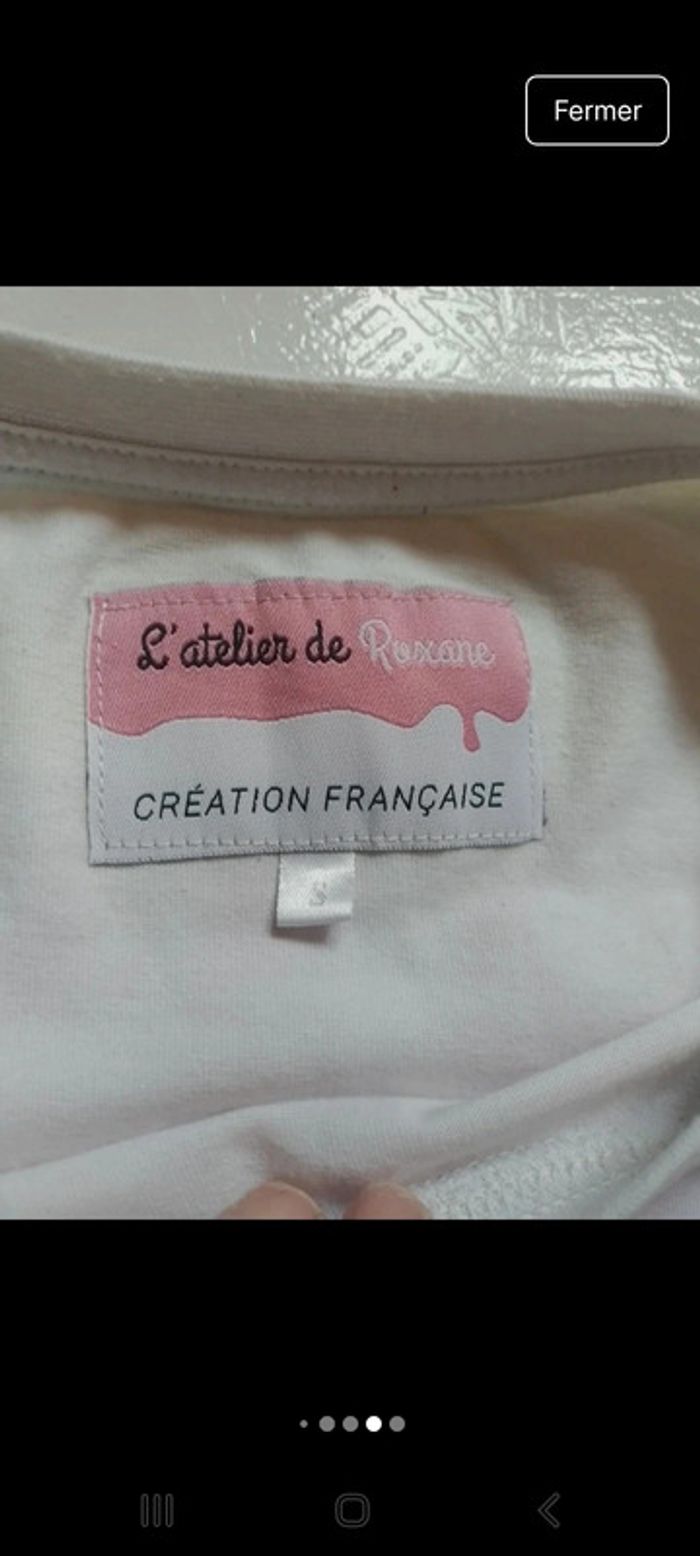 Fermer
L'atelier de Roxane
CRÉATION FRANÇAISE
S